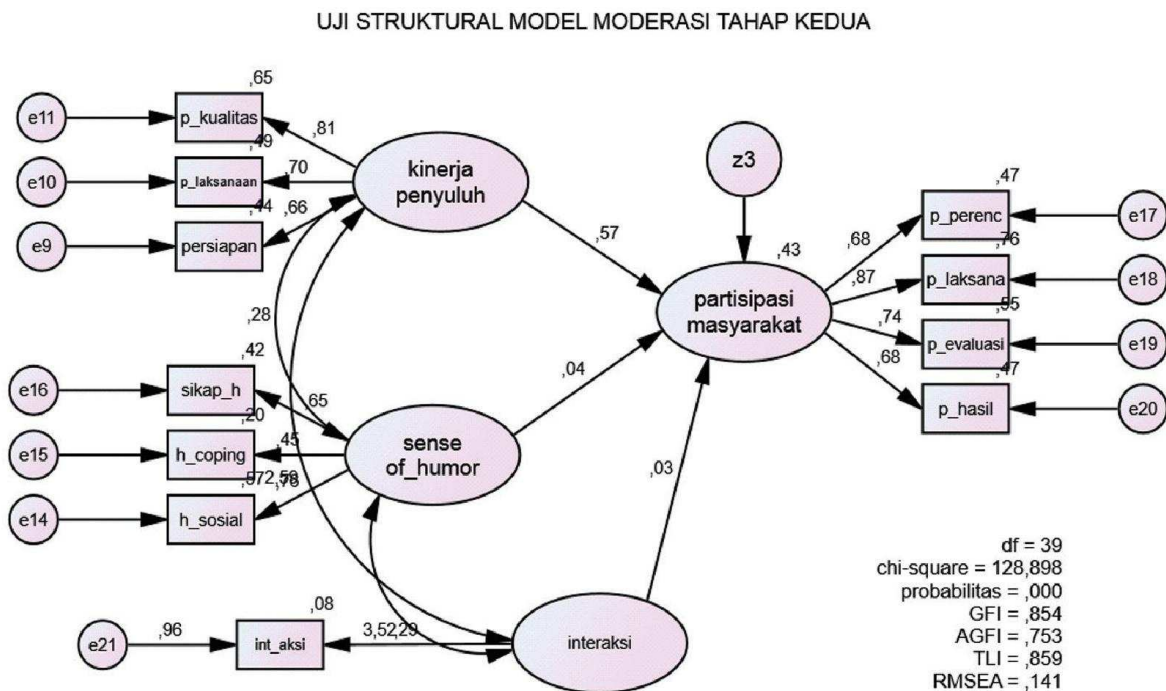 UJI STRUKTURAL MODEL MODERASI TAHAP KEDUA
,65
e11
p_kualitas
,81
,49
e10
p_laksanaan
,70
,44
e9
persiapan
,66
kinerja
penyuluh
z3
,57
,43
partisipasi
masyarakat
,47
,68
p_perenc
e17
,76
,87
p_laksana
e18
,55
,74
p_evaluasi
e19
,47
,68
p_hasil
e20
,28
,42
e16
sikap_h
,65
,20
e15
h_coping
,45
,57
e14
h_sosial
sense
of_humor
,04
,03
,08
e21
,96
int_aksi
interaksi
df = 39
chi-square = 128,898
probabilitas = ,000
GFI = ,854
AGFI = ,753
TLI = ,859
RMSEA = ,141